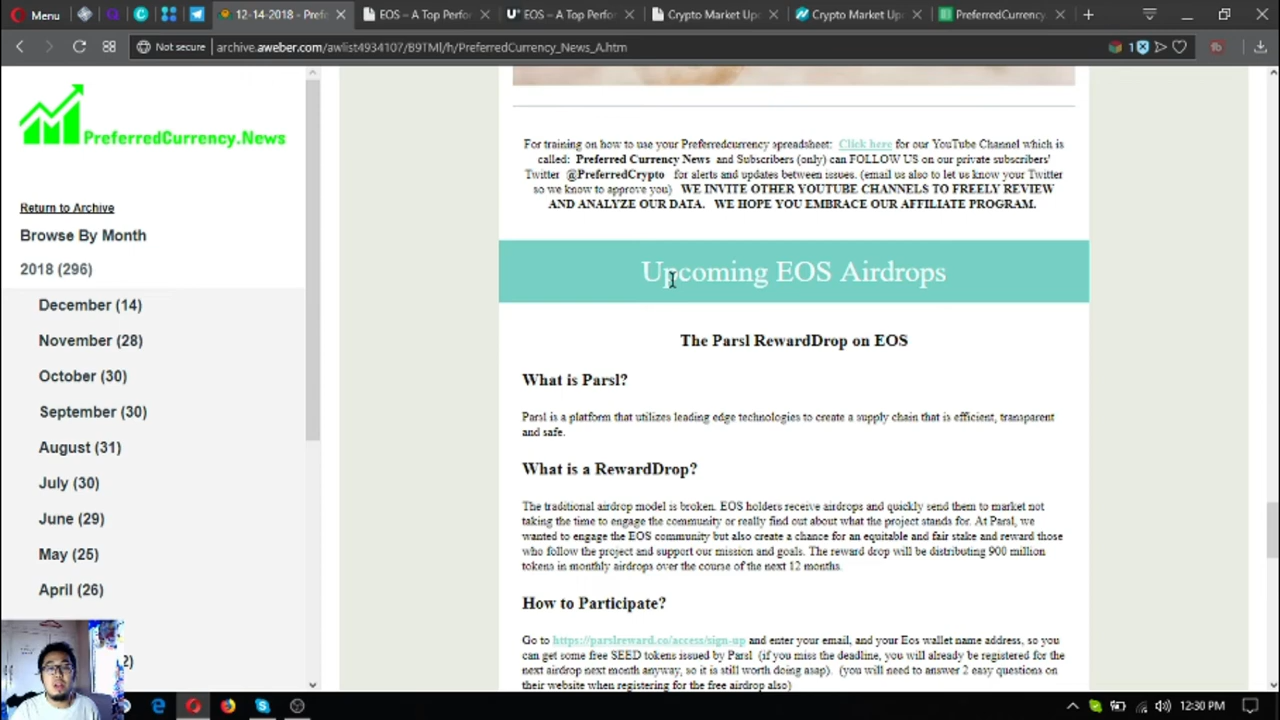 Menu
12-14-2018 - Pref
EOS – A Top Perfo
EOS – A Top Perfo
Crypto Market Up
Crypto Market Up
PreferredCurrency
Not secure
archive.aweber.com/awlist4934107/B9TMl/h/PreferredCurrency_News_A.htm
1
PreferredCurrency.News
Return to Archive
Browse By Month
2018 (296)
December (14)
November (28)
October (30)
September (30)
August (31)
July (30)
June (29)
May (25)
April (26)
2)
For training on how to use your Preferredcurrency spreadsheet: Click here for our YouTube Channel which is
called: Preferred Currency News and Subscribers (only) can FOLLOW US on our private subscribers'
Twitter @PreferredCrypto for alerts and updates between issues. (email us also to let us know your Twitter
so we know to approve you) WE INVITE OTHER YOUTUBE CHANNELS TO FREELY REVIEW
AND ANALYZE OUR DATA. WE HOPE YOU EMBRACE OUR AFFILIATE PROGRAM.
Upcoming EOS Airdrops
The Parsl RewardDrop on EOS
What is Parsl?
Parsl is a platform that utilizes leading edge technologies to create a supply chain that is efficient, transparent
and safe.
What is a RewardDrop?
The traditional airdrop model is broken. EOS holders receive airdrops and quickly send them to market not
taking the time to engage the community or really find out about what the project stands for. At Parsl, we
wanted to engage the EOS community but also create a chance for an equitable and fair stake and reward those
who follow the project and support our mission and goals. The reward drop will be distributing 900 million
tokens in monthly airdrops over the course of the next 12 months.
How to Participate?
Go to https://parslreward.co/access/sign-up and enter your email, and your Eos wallet name address, so you
can get some free SEED tokens issued by Parsl (if you miss the deadline, you will already be registered for the
next airdrop next month anyway, so it is still worth doing asap). (you will need to answer 2 easy questions on
their website when registering for the free airdrop also)
12:30 PM